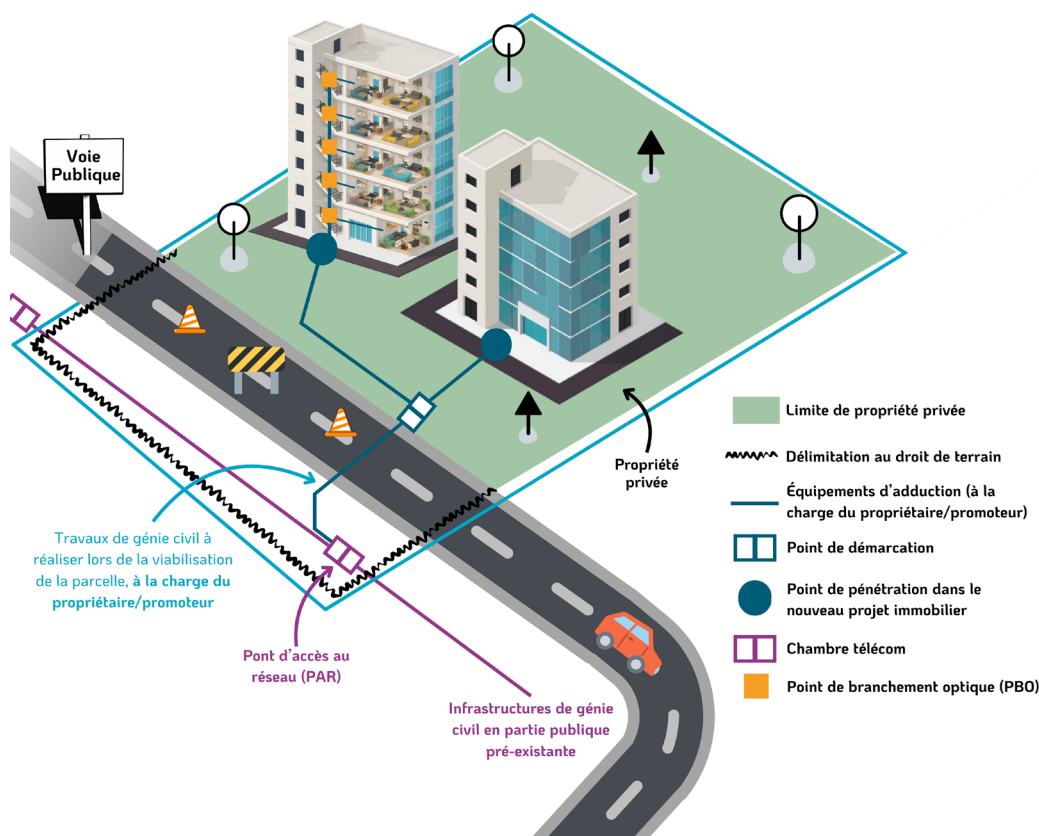 Voie
Publique
Propriété
privée
Travaux de génie civil à
réaliser lors de la viabilisation
de la parcelle, à la charge du
propriétaire/promoteur
Pont d'accès au
réseau (PAR)
Infrastructures de génie
civil en partie publique
pré-existante
Limite de propriété privée
Délimitation au droit de terrain
Équipements d'adduction (à la
charge du propriétaire/promoteur)
Point de démarcation
Point de pénétration dans le
nouveau projet immobilier
Chambre télécom
Point de branchement optique (PBO)